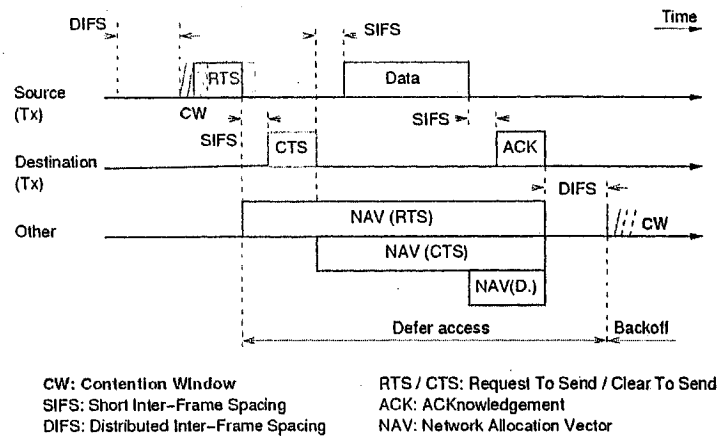 DIFS
SIFS
Time
RTS
Data
Source
(Tx)
CW
SIFS
SIFS
CTS
ACK
Destination
(Tx)
DIFS
NAV (RTS)
Other
CW
NAV (CTS)
NAV(D.)
Defer access
Backoff
CW: Contention Window
SIFS: Short Inter-Frame Spacing
DIFS: Distributed Inter-Frame Spacing
RTS / CTS: Request To Send / Clear To Send
ACK: ACKnowledgement
NAV: Network Allocation Vector